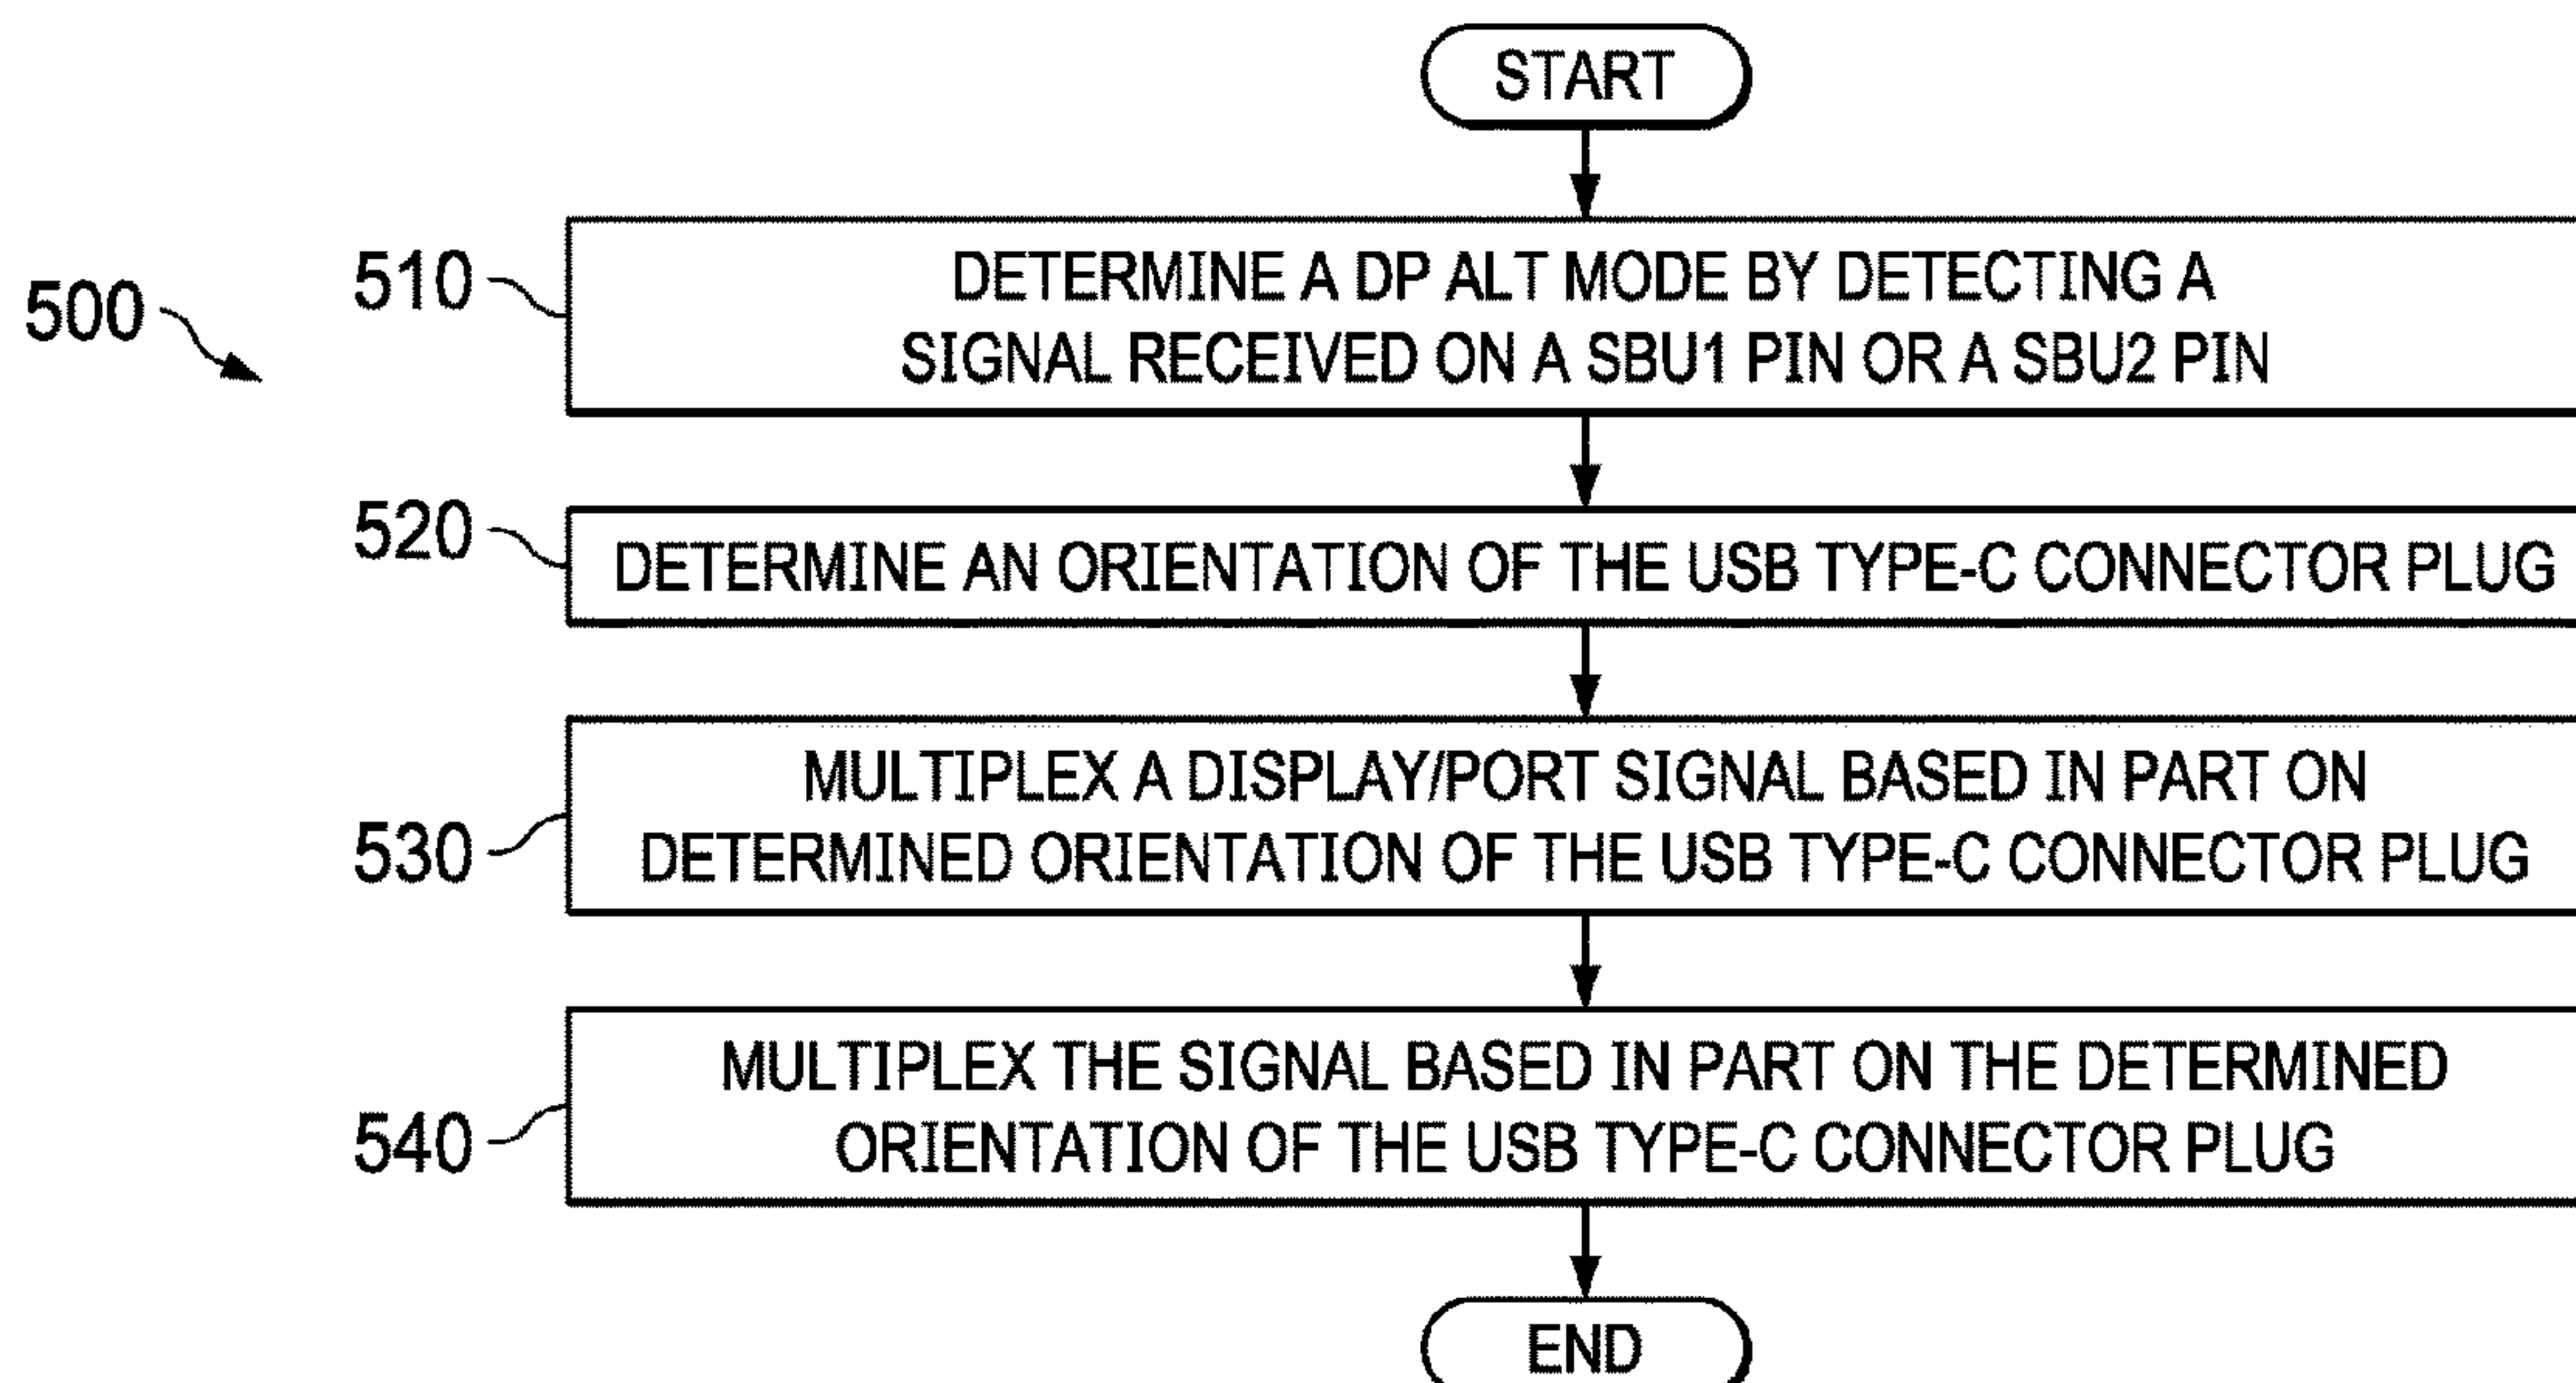 START
500
510
DETERMINE A DP ALT MODE BY DETECTING A
SIGNAL RECEIVED ON A SBU1 PIN OR A SBU2 PIN
520
DETERMINE AN ORIENTATION OF THE USB TYPE-C CONNECTOR PLUG
530
MULTIPLEX A DISPLAY/PORT SIGNAL BASED IN PART ON
DETERMINED ORIENTATION OF THE USB TYPE-C CONNECTOR PLUG
540
MULTIPLEX THE SIGNAL BASED IN PART ON THE DETERMINED
ORIENTATION OF THE USB TYPE-C CONNECTOR PLUG
END